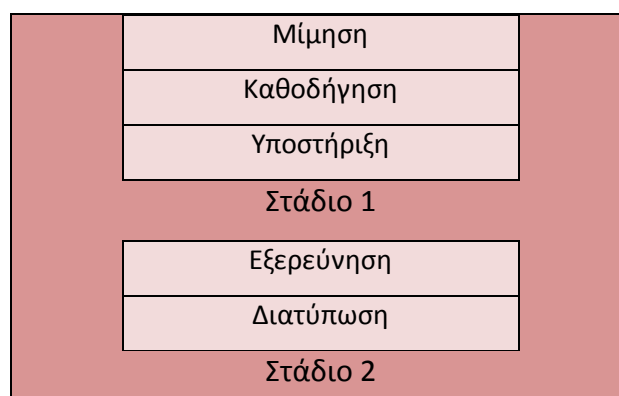 Μίμηση
Καθοδήγηση
Υποστήριξη
Στάδιο 1
Εξερεύνηση
Διατύπωση
Στάδιο 2